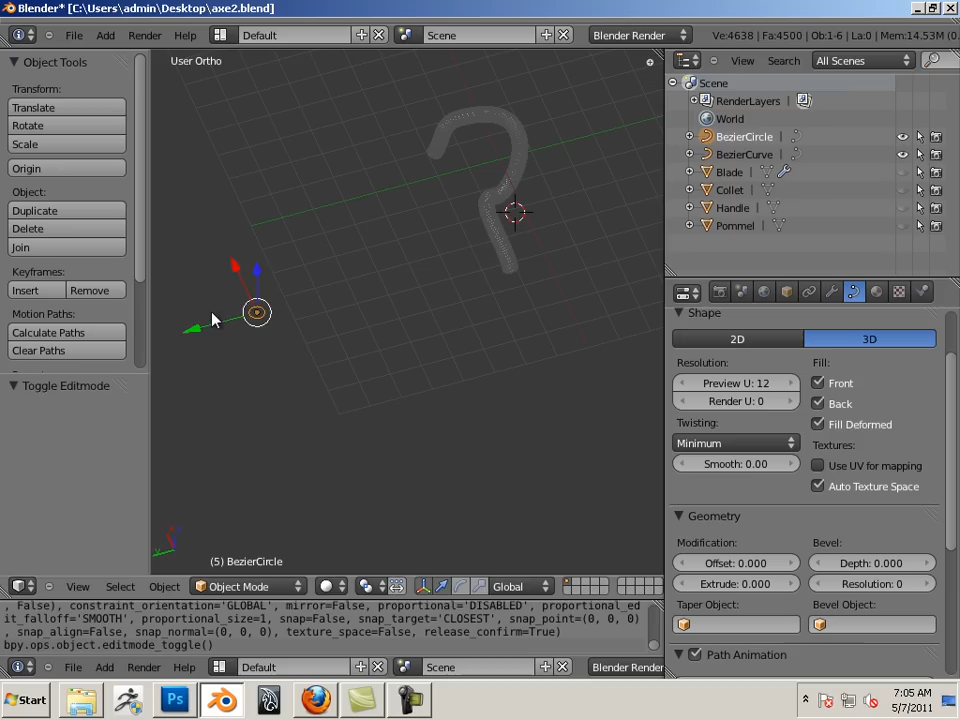 Blender* [C:\Users\admin\Desktop\axe2.blend]
File Add Render Help Default Scene Blender Render Ve:4638 | Fa:4500 | Ob:1-6 | La:0 | Mem:14.53M (0.
Object Tools
Transform:
Translate
Rotate
Scale
Origin
Object:
Duplicate
Delete
Join
Keyframes:
Insert Remove
Motion Paths:
Calculate Paths
Clear Paths
Toggle Editmode
User Ortho
(5) BezierCircle
View Select Object Object Mode Global
, False), constraint_orientation='GLOBAL', mirror=False, proportional='DISABLED', proportional_ed
it_falloff='SMOOTH', proportional_size=1, snap=False, snap_target='CLOSEST', snap_point=(0, 0, 0)
, snap_align=False, snap_normal=(0, 0, 0), texture_space=False, release_confirm=True)
bpy.ops.object.editmode_toggle()
File Add Render Help Default Scene Blender Render
View Search All Scenes
Scene
RenderLayers
World
BezierCircle
BezierCurve
Blade
Collet
Handle
Pommel
Shape
2D 3D
Resolution: Fill:
Preview U: 12 Front
Render U: 0 Back
Twisting: Fill Deformed
Minimum Textures:
Smooth: 0.00 Use UV for mapping
Auto Texture Space
Geometry
Modification: Bevel:
Offset: 0.000 Depth: 0.000
Extrude: 0.000 Resolution: 0
Taper Object: Bevel Object:
Path Animation
Start Ps 7:05 AM
5/7/2011